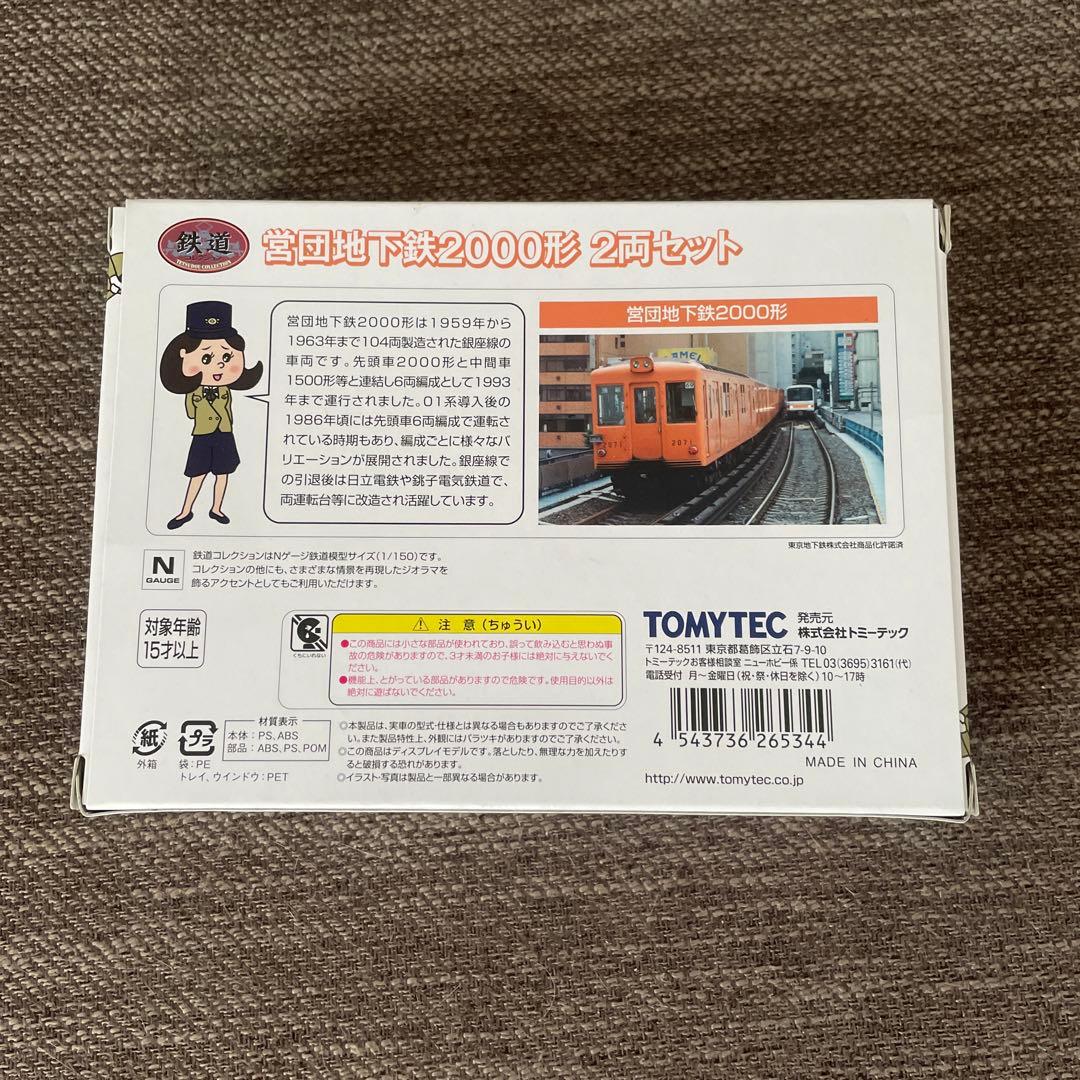 鉄道
TETSUDOU COLLECTION
営団地下鉄2000形 2両セット
営団地下鉄2000形は1959年から
1963年まで104両製造された銀座線の
車両です。先頭車2000形と中間車
1500形等と連結し6両編成として1993
年まで運行されました。01系導入後の
1986年頃には先頭車6両編成で運転さ
れている時期もあり、編成ごとに様々なバ
リエーションが展開されました。銀座線で
の引退後は日立電鉄や銚子電気鉄道で、
両運転台等に改造され活躍しています。
営団地下鉄2000形
CAMEL
69
2071
2071
東京地下鉄株式会社商品化許諾済
N
GAUGE
鉄道コレクションはNゲージ鉄道模型サイズ(1/150)です。
コレクションの他にも、さまざまな情景を再現したジオラマを
飾るアクセントとしてもご利用いただけます。
対象年齢
15才以上
くちにいれない
注 意(ちゅうい)
●この商品には小さな部品が使われており、誤って飲み込むと思わぬ事
故の危険がありますので、3才未満のお子様には絶対に与えないでく
ださい。
●機能上、とがっている部品がありますので危険です。使用目的以外は
絶対に遊ばないでください。
TOMYTEC
発売元
株式会社トミーテック
〒124-8511 東京都葛飾区立石7-9-10
トミーテックお客様相談室 ニューホビー係 TEL03(3695)3161(代)
電話受付 月〜金曜日(祝・祭・休日を除く)10〜17時
4 543736 265344
MADE IN CHINA
http://www.tomytec.co.jp
紙
外箱
プラ
袋:PE
トレイ、ウインドウ:PET
材質表示
本体:PS,ABS
部品:ABS,PS,POM
◎本製品は、実車の型式・仕様とは異なる場合もありますのでご了承くださ
い。また製品特性上、外観にはバラツキがありますのでご了承ください。
◎この商品はディスプレイモデルです。落としたり、無理な力を加えたりす
ると破損する恐れがあります。
◎イラスト・写真は製品と一部異なる場合があります。